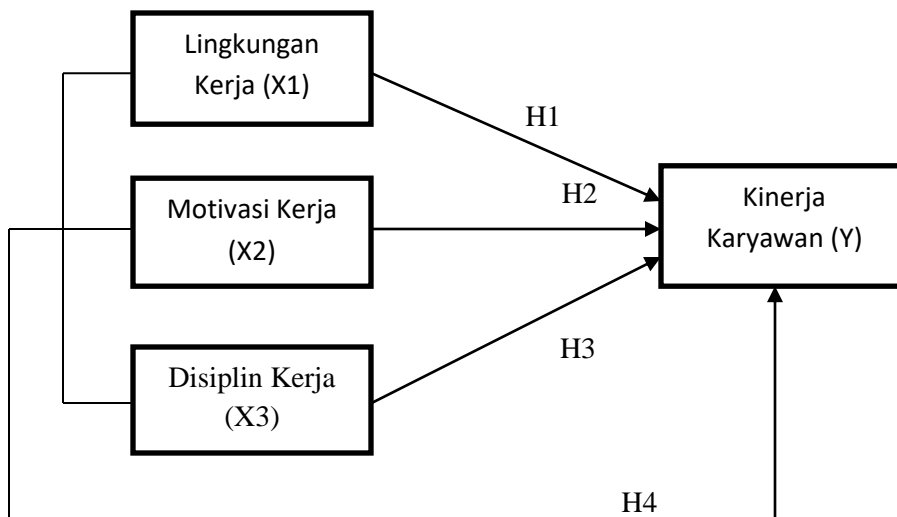 Lingkungan
Kerja (X1)
H1
Motivasi Kerja
(X2)
H2
Kinerja
Karyawan (Y)
Disiplin Kerja
(X3)
H3
H4